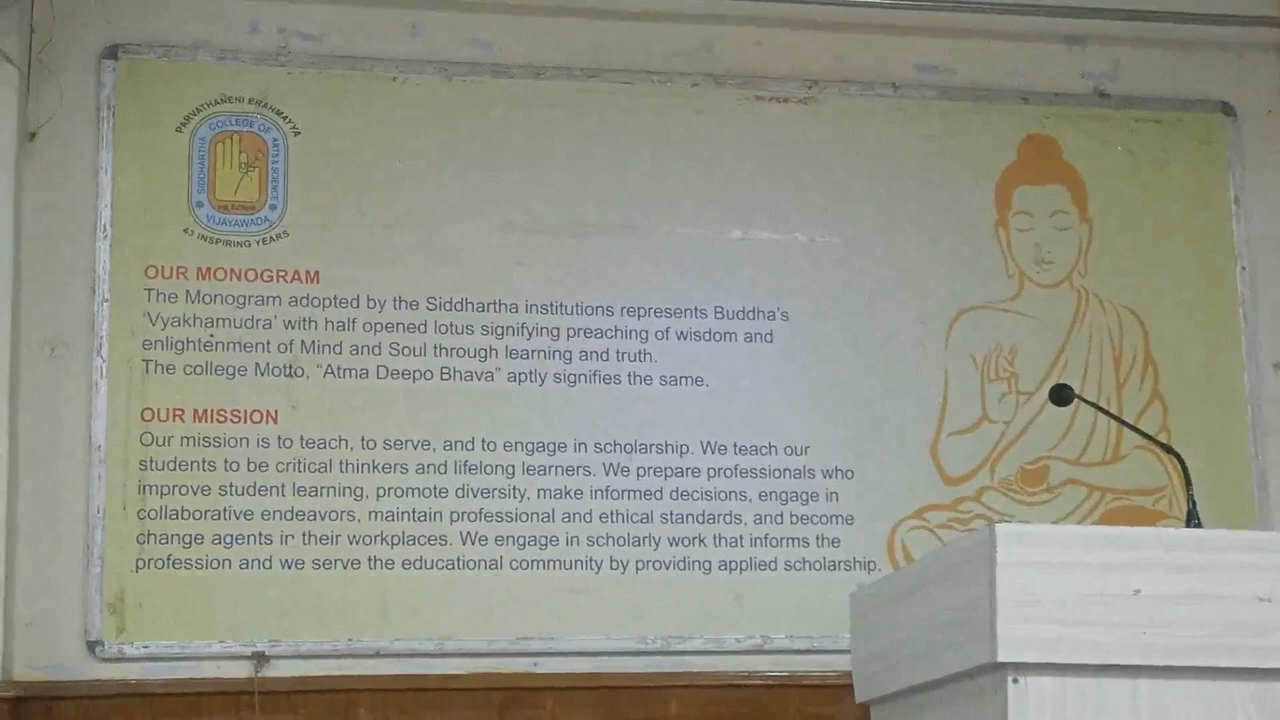 PARVATHANENI BRAHMAYYA
SIDDHARTHA COLLEGE OF ARTS & SCIENCE
VIJAYAWADA
43 INSPIRING YEARS
OUR MONOGRAM
The Monogram adopted by the Siddhartha institutions represents Buddha's
'Vyakhamudra' with half opened lotus signifying preaching of wisdom and
enlightenment of Mind and Soul through learning and truth.
The college Motto, “Atma Deepo Bhava” aptly signifies the same.
OUR MISSION
Our mission is to teach, to serve, and to engage in scholarship. We teach our
students to be critical thinkers and lifelong learners. We prepare professionals who
improve student learning, promote diversity, make informed decisions, engage in
collaborative endeavors, maintain professional and ethical standards, and become
change agents in their workplaces. We engage in scholarly work that informs the
profession and we serve the educational community by providing applied scholarship.